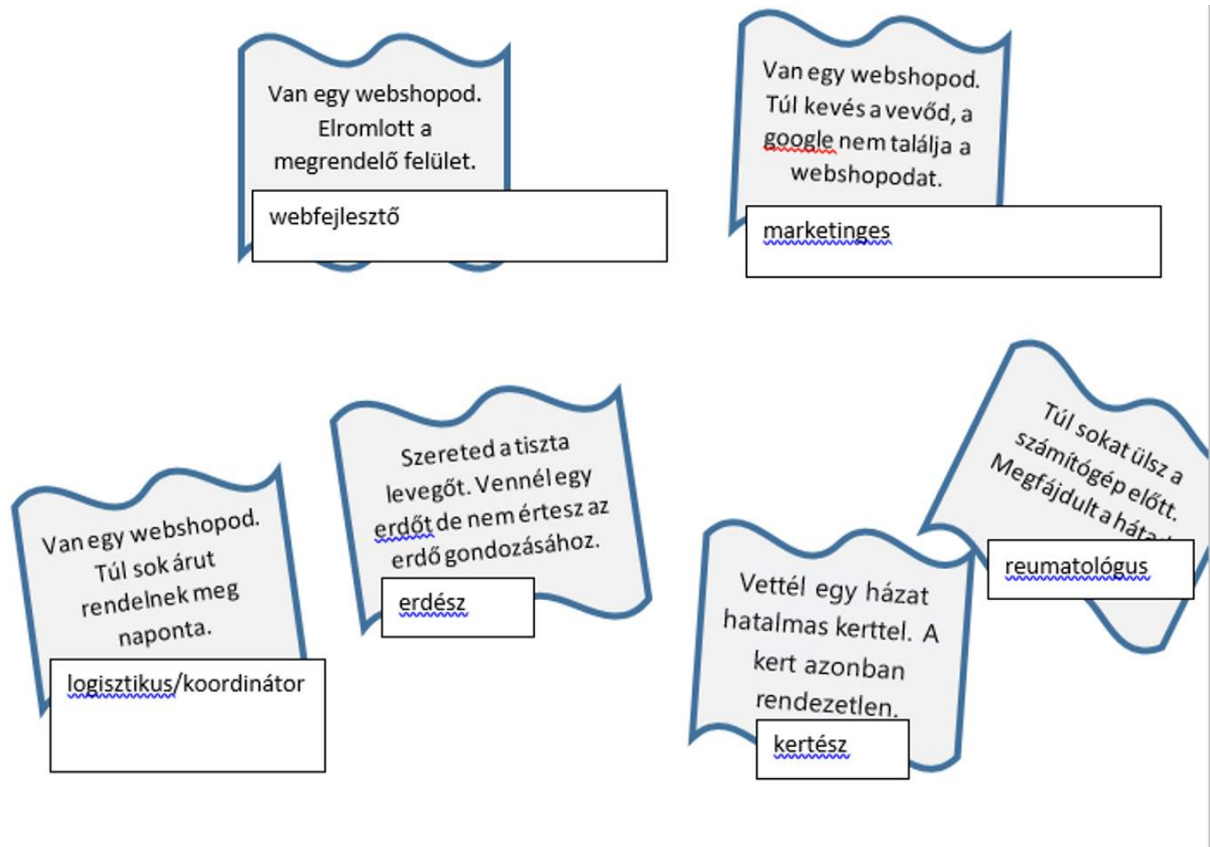 Van egy webshopod.
Elromlott a
megrendelő felület.
webfejlesztő
Van egy webshopod.
Túl kevés a vevőd, a
google nem találja a
webshopodat.
marketinges
Van egy webshopod.
Túl sok árut
rendelnek meg
naponta.
logisztikus/koordinátor
Szereted a tiszta
levegőt. Vennél egy
erdőt de nem értesz az
erdő gondozásához.
erdész
Vettél egy házat
hatalmas kerttel. A
kert azonban
rendezetlen.
kertész
Túl sokat ülsz a
számítógép előtt.
Megfájdult a
reumatológus